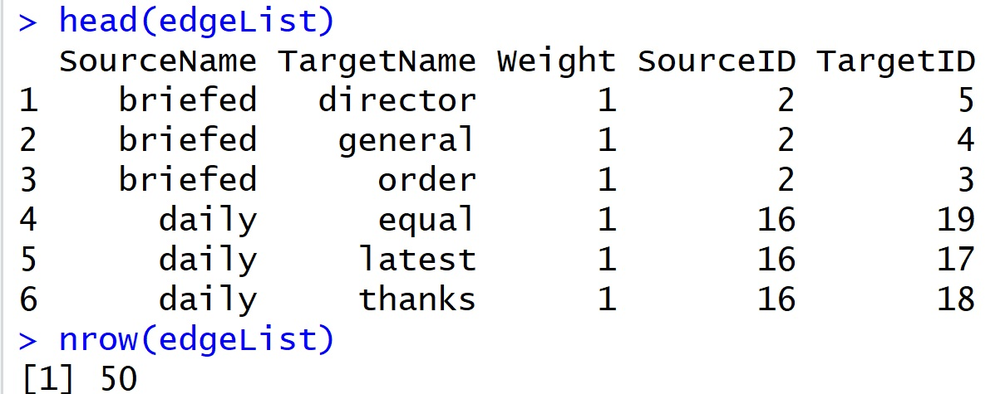 > head(edgeList)
SourceName TargetName Weight SourceID TargetID
1 briefed director 1 2 5
2 briefed general 1 2 4
3 briefed order 1 2 3
4 daily equal 1 16 19
5 daily latest 1 16 17
6 daily thanks 1 16 18
> nrow(edgeList)
[1] 50